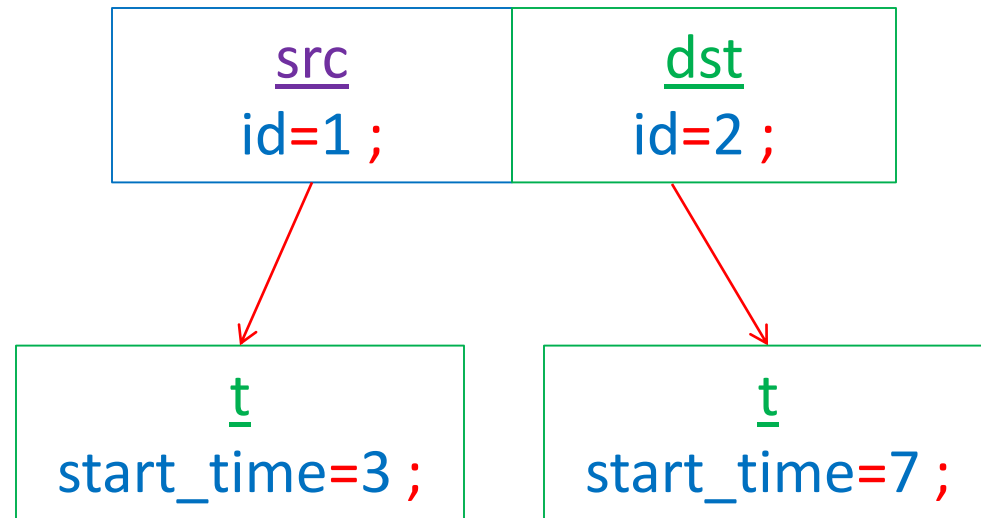 src
id=1 ;
dst
id=2 ;
t
start_time=3 ;
t
start_time=7 ;